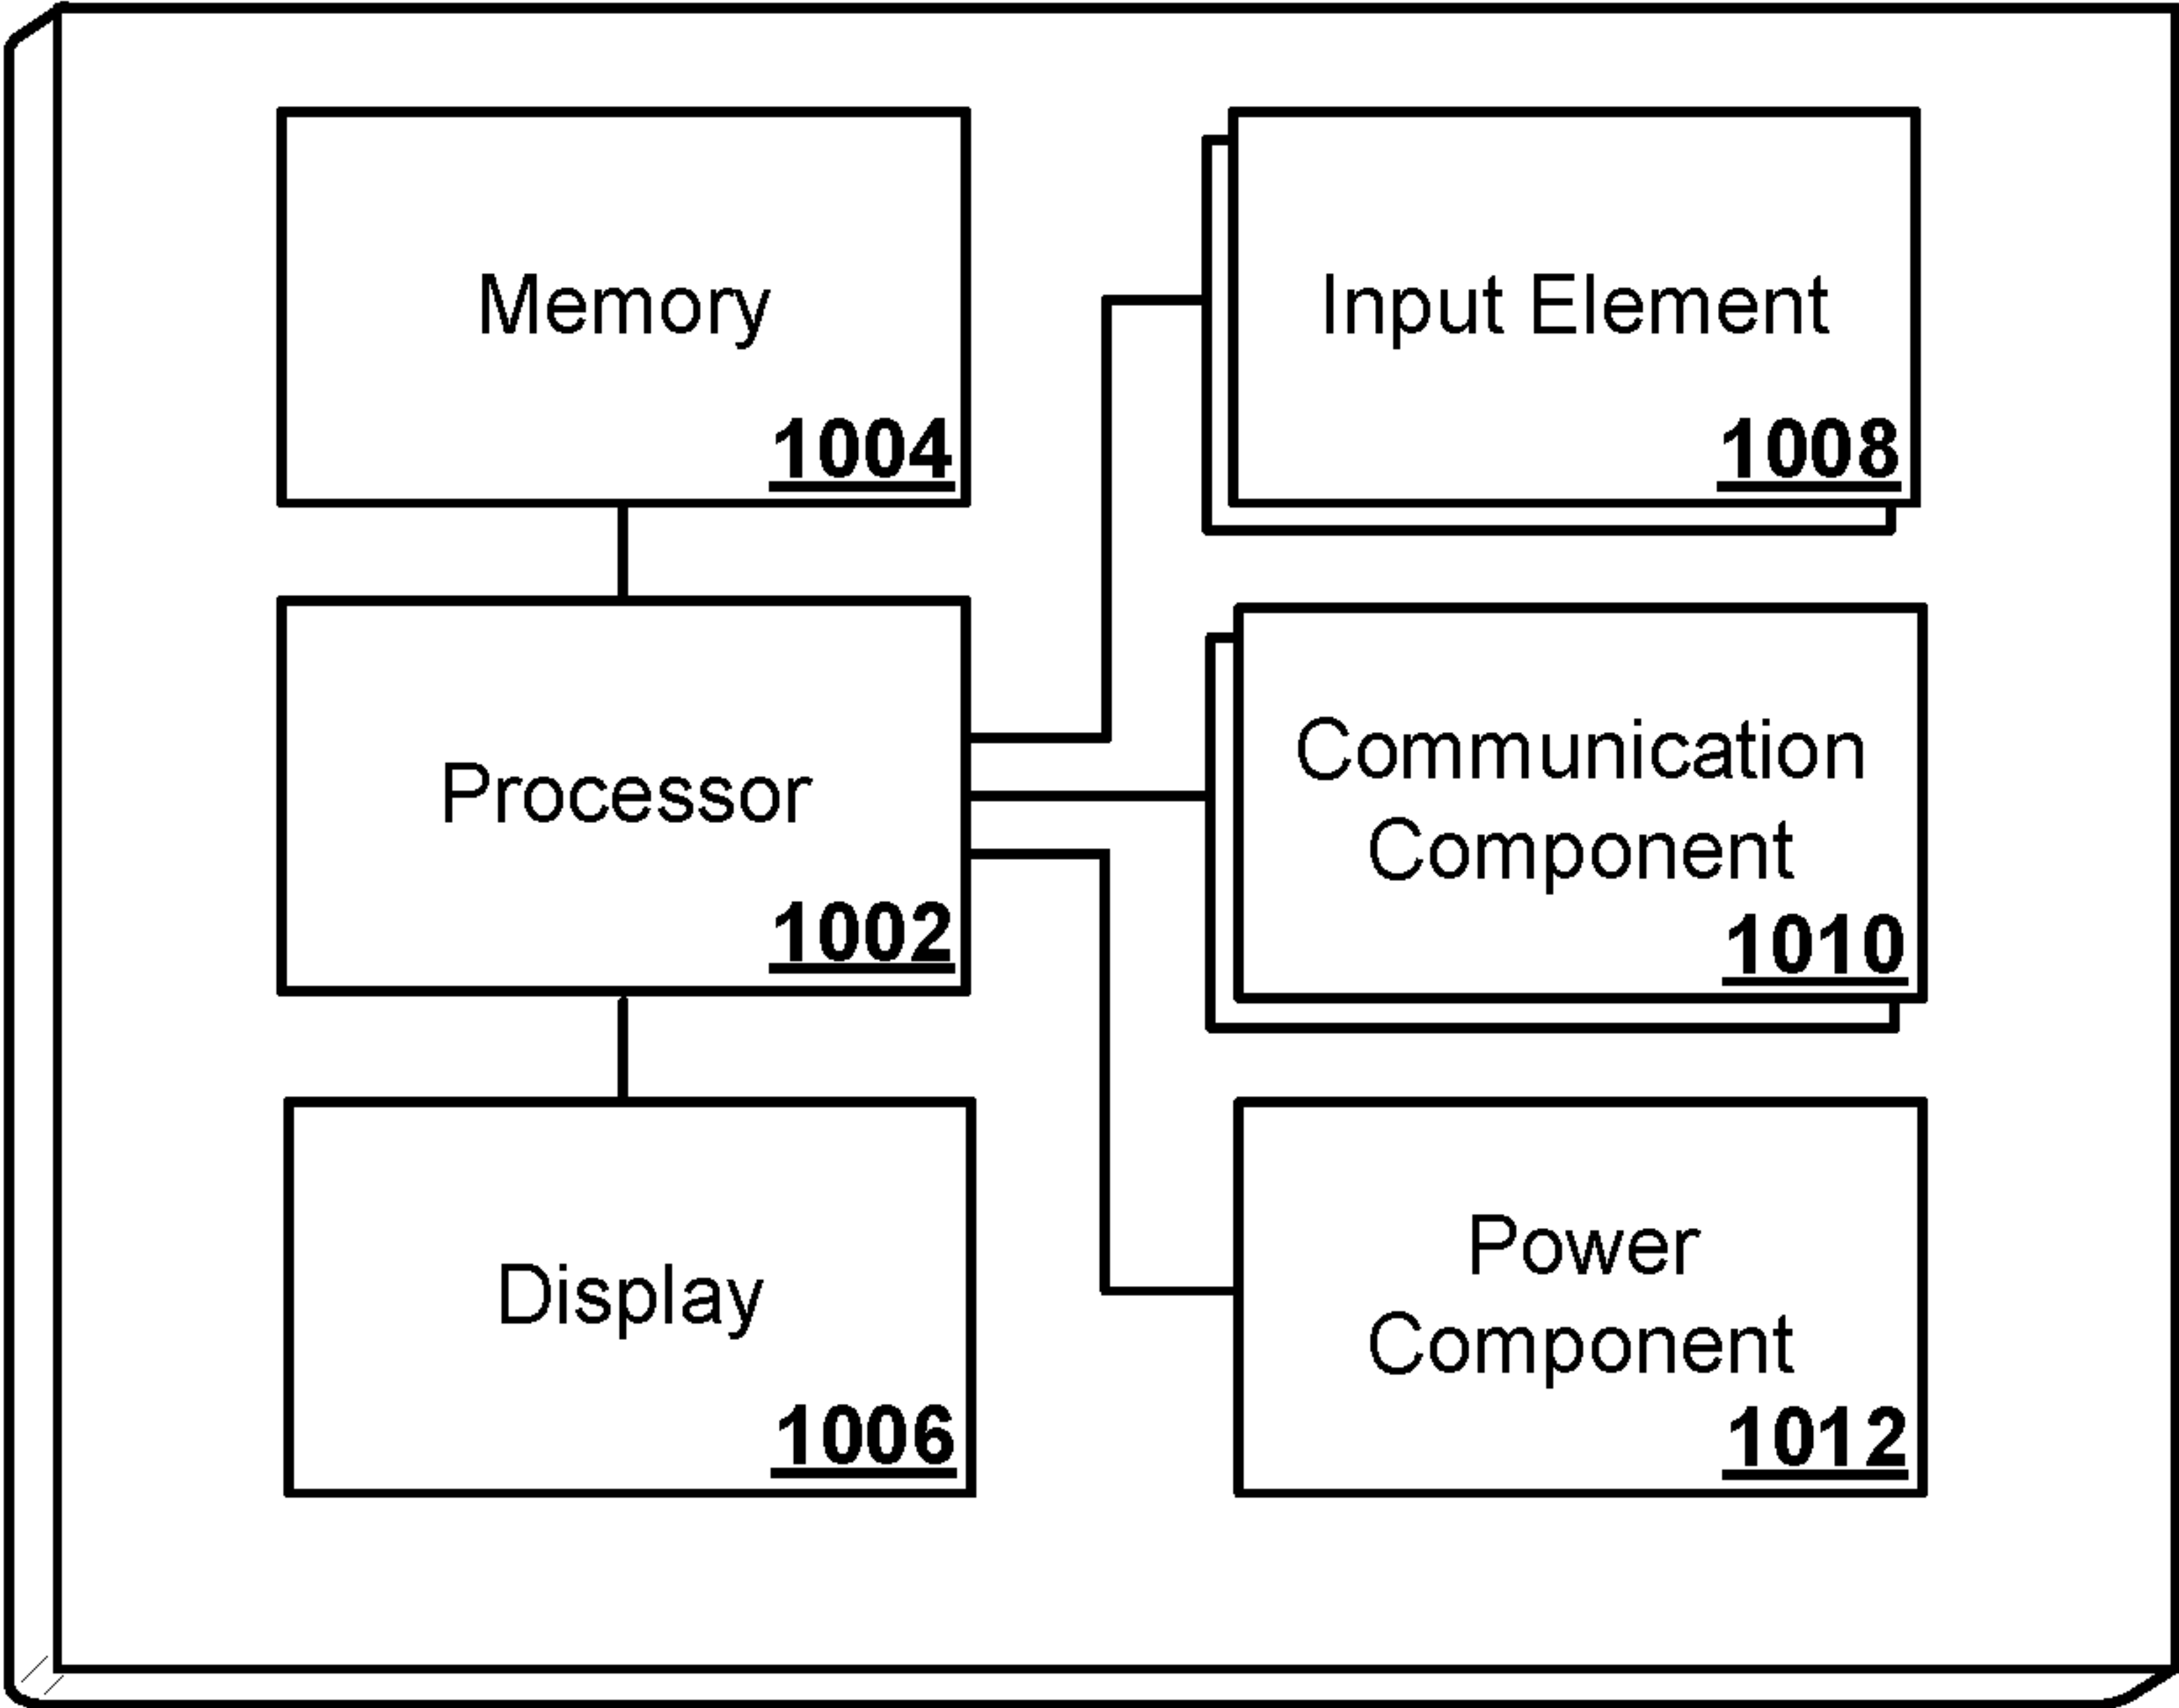 Memory
1004
Input Element
1008
Processor
1002
Communication
Component
1010
Display
1006
Power
Component
1012